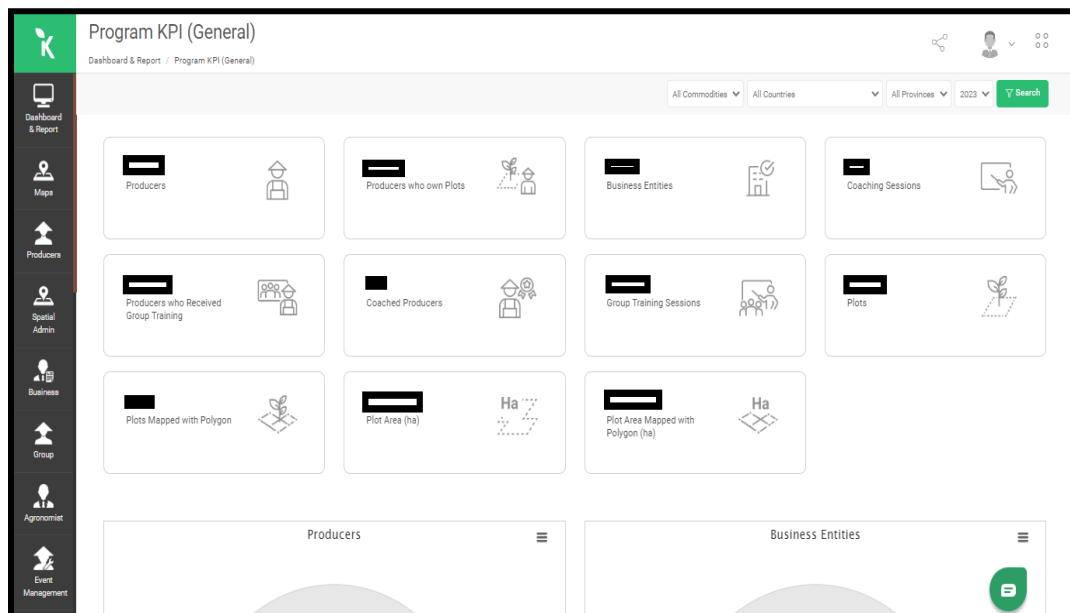 K
Program KPI (General)
Dashboard & Report / Program KPI (General)
All Commodities
All Countries
All Provinces
2023
Search
Dashboard
& Report
Maps
Producers
Spatial
Admin
Business
Group
Agronomist
Event
Management
Producers
Producers who own Plots
Business Entities
Coaching Sessions
Producers who Received
Group Training
Coached Producers
Group Training Sessions
Plots
Plots Mapped with Polygon
Ha
Plot Area (ha)
Ha
Plot Area Mapped with
Polygon (ha)
Producers
Business Entities